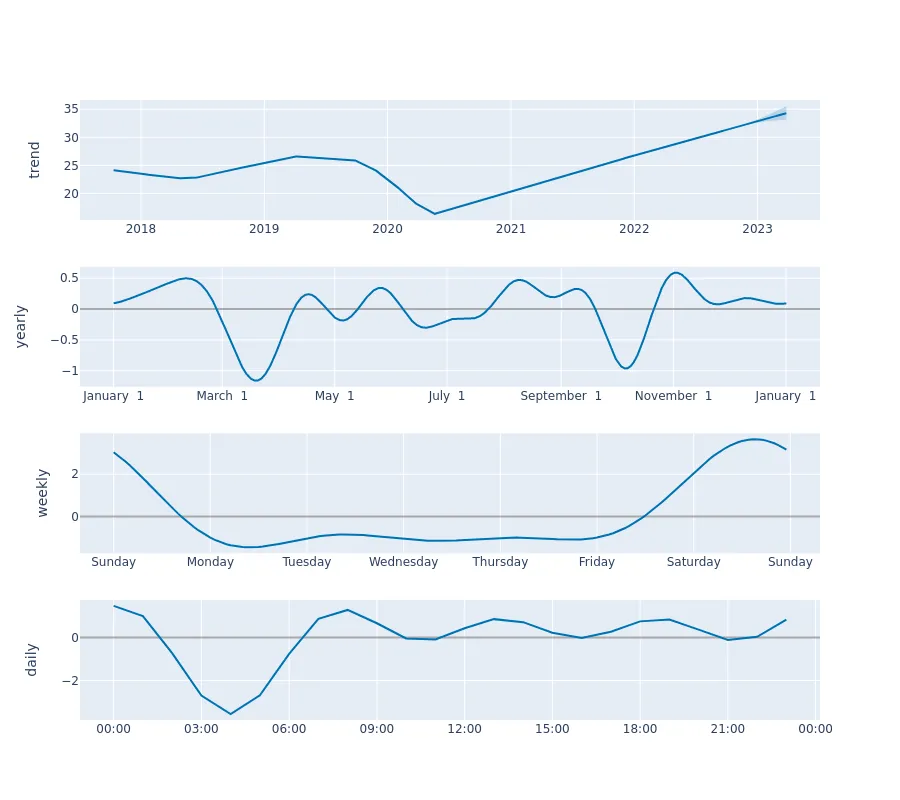 trend
35
30
25
20
2018 2019 2020 2021 2022 2023
yearly
0.5
0
−0.5
−1
January 1 March 1 May 1 July 1 September 1 November 1 January 1
weekly
2
0
Sunday Monday Tuesday Wednesday Thursday Friday Saturday Sunday
daily
0
−2
00:00 03:00 06:00 09:00 12:00 15:00 18:00 21:00 00:00